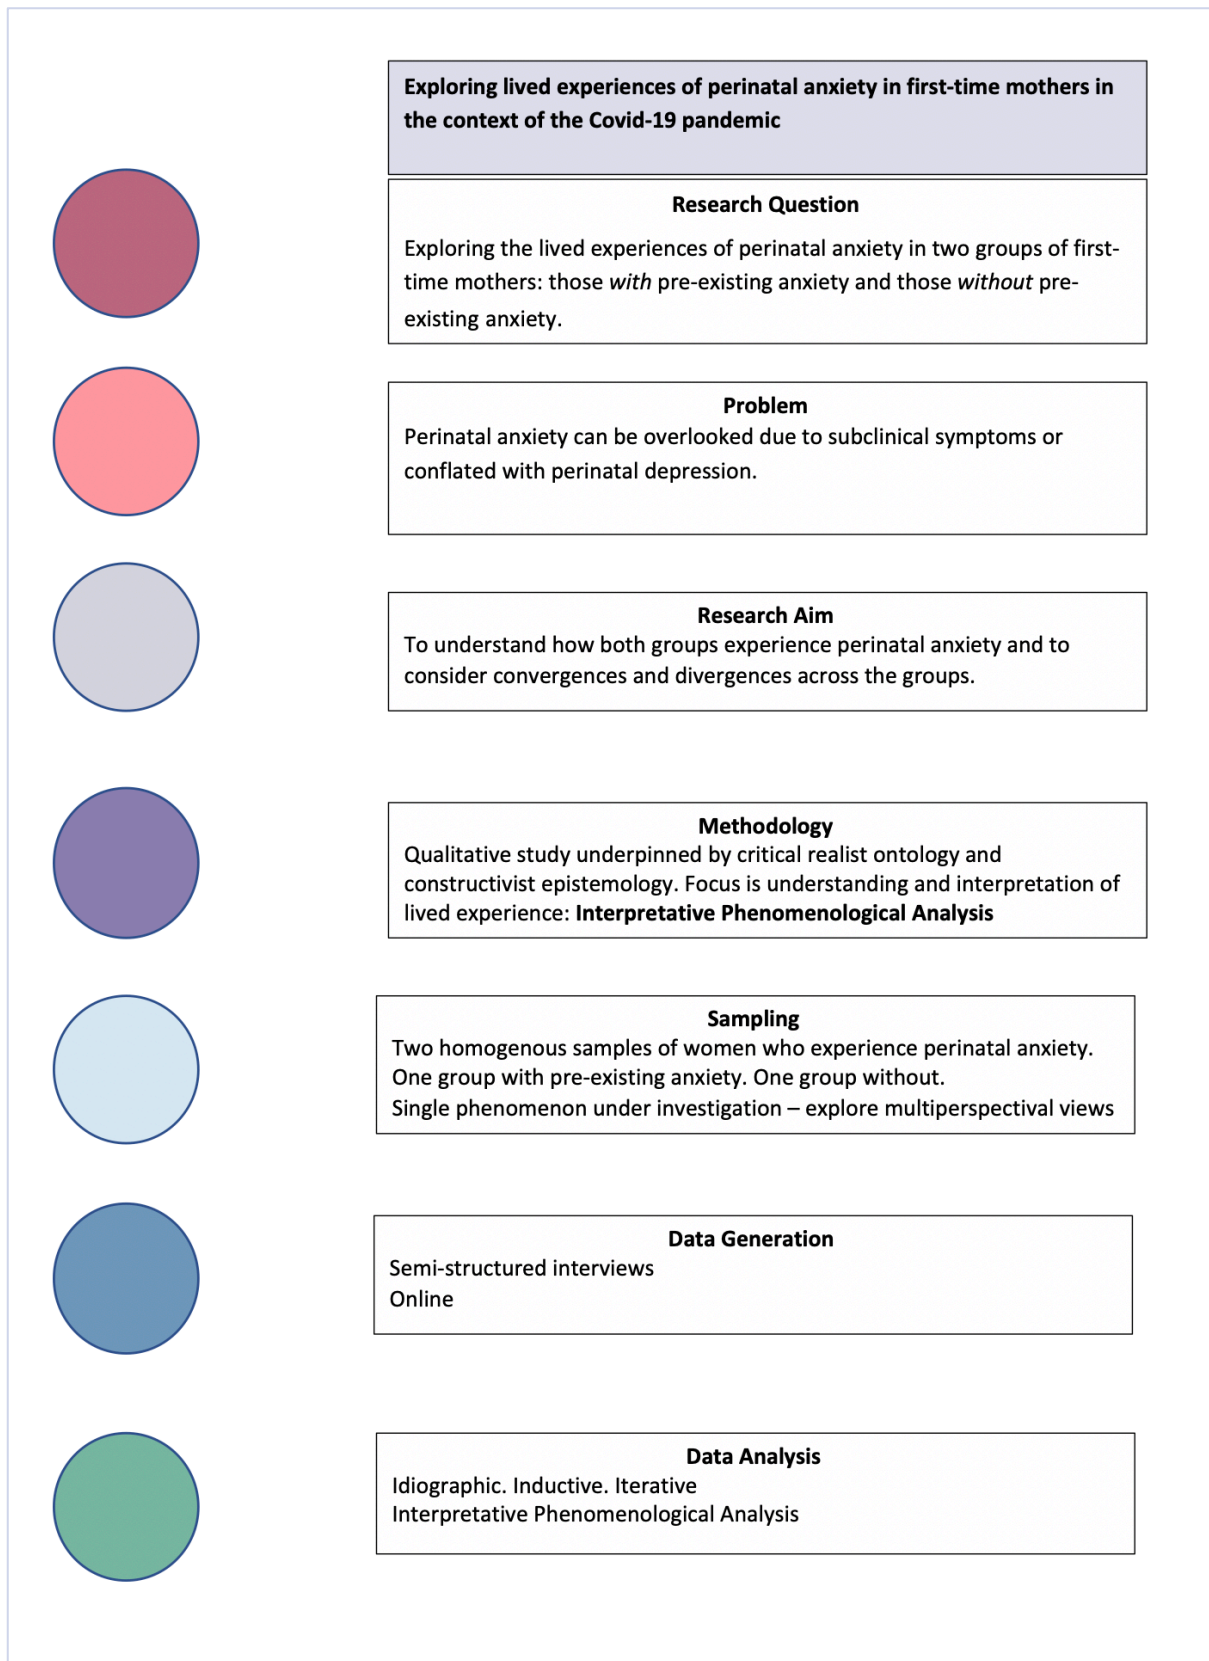 Exploring lived experiences of perinatal anxiety in first-time mothers in
the context of the Covid-19 pandemic
Research Question
Exploring the lived experiences of perinatal anxiety in two groups of first-
time mothers: those with pre-existing anxiety and those without pre-
existing anxiety.
Problem
Perinatal anxiety can be overlooked due to subclinical symptoms or
conflated with perinatal depression.
Research Aim
To understand how both groups experience perinatal anxiety and to
consider convergences and divergences across the groups.
Methodology
Qualitative study underpinned by critical realist ontology and
constructivist epistemology. Focus is understanding and interpretation of
lived experience: Interpretative Phenomenological Analysis
Sampling
Two homogenous samples of women who experience perinatal anxiety.
One group with pre-existing anxiety. One group without.
Single phenomenon under investigation – explore multiperspectival views
Data Generation
Semi-structured interviews
Online
Data Analysis
Idiographic. Inductive. Iterative
Interpretative Phenomenological Analysis